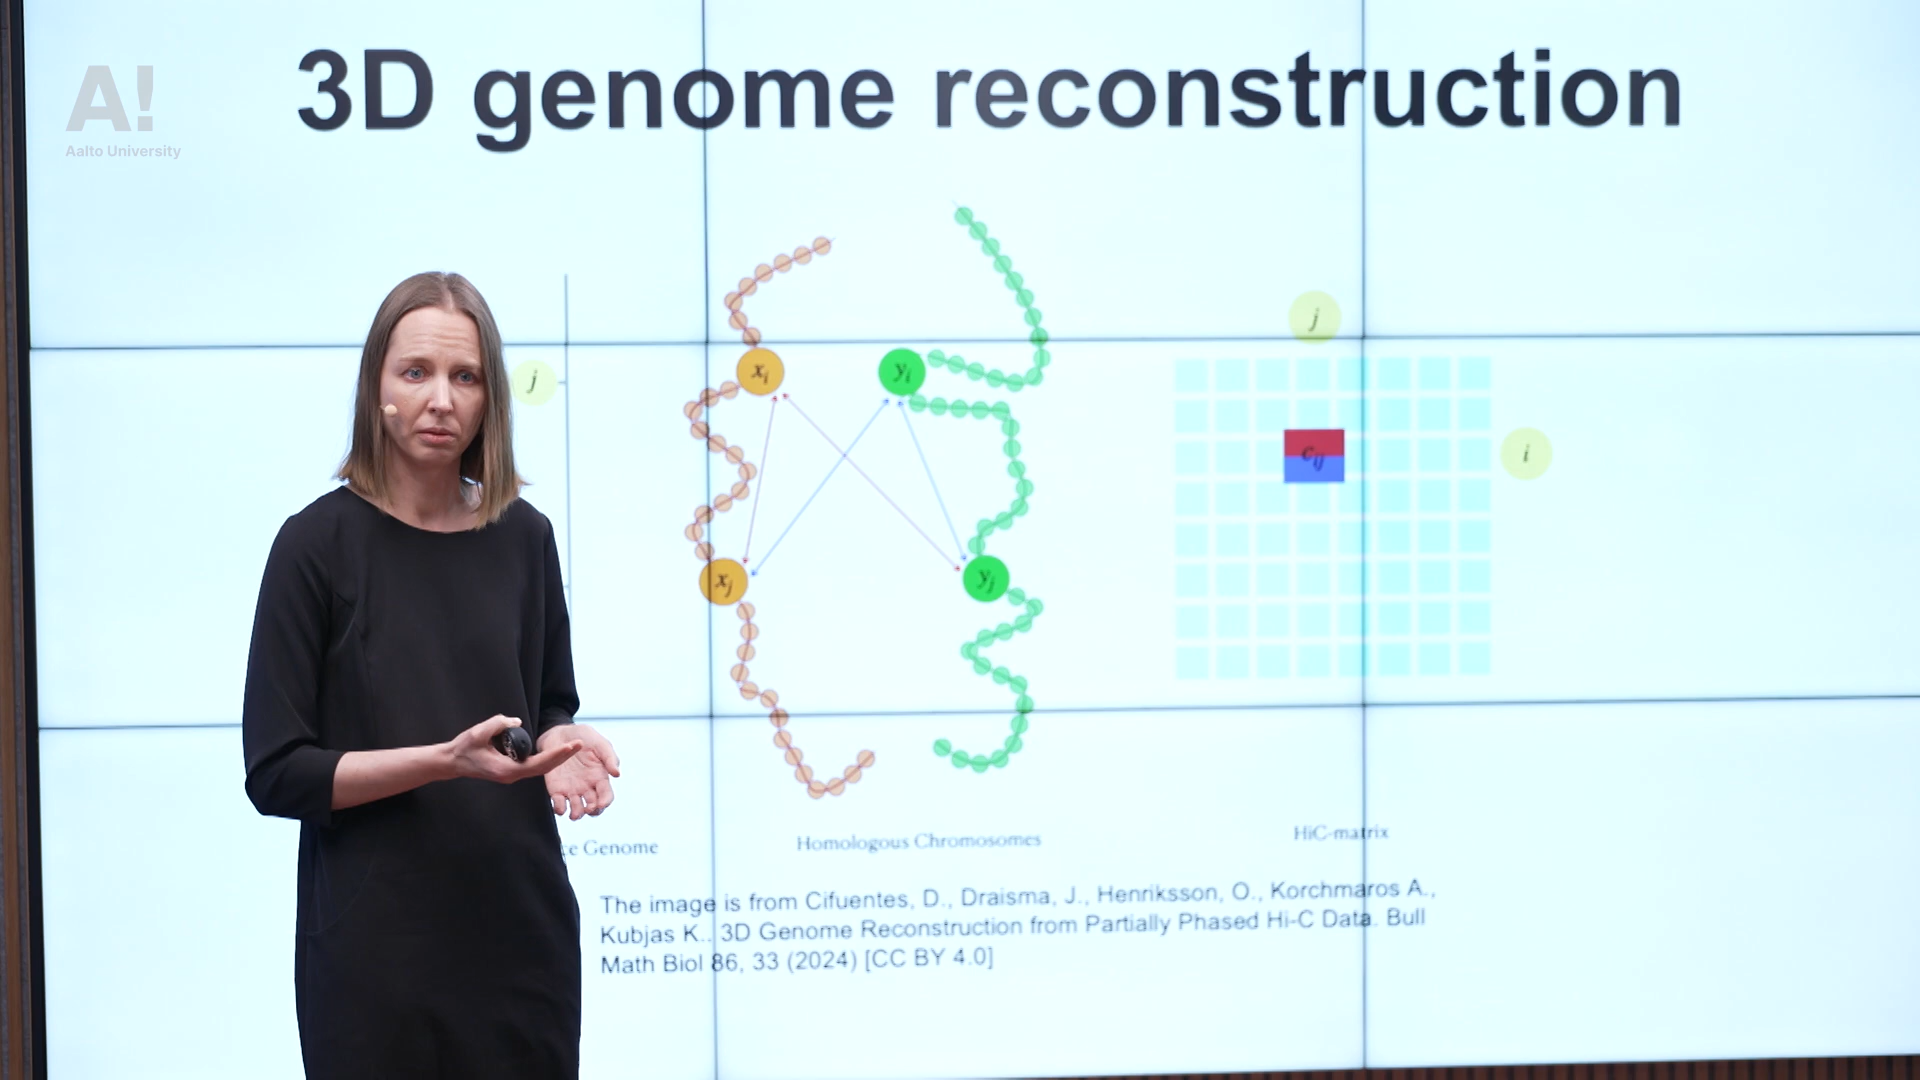 A!
Aalto University
3D genome reconstruction
j
x_i
y_i
j
c_ij
i
x_j
y_j
Genome
Homologous Chromosomes
HiC-matrix
The image is from Cifuentes, D., Draisma, J., Henriksson, O., Korchmaros A.,
Kubjas K.. 3D Genome Reconstruction from Partially Phased Hi-C Data. Bull
Math Biol 86, 33 (2024) [CC BY 4.0]